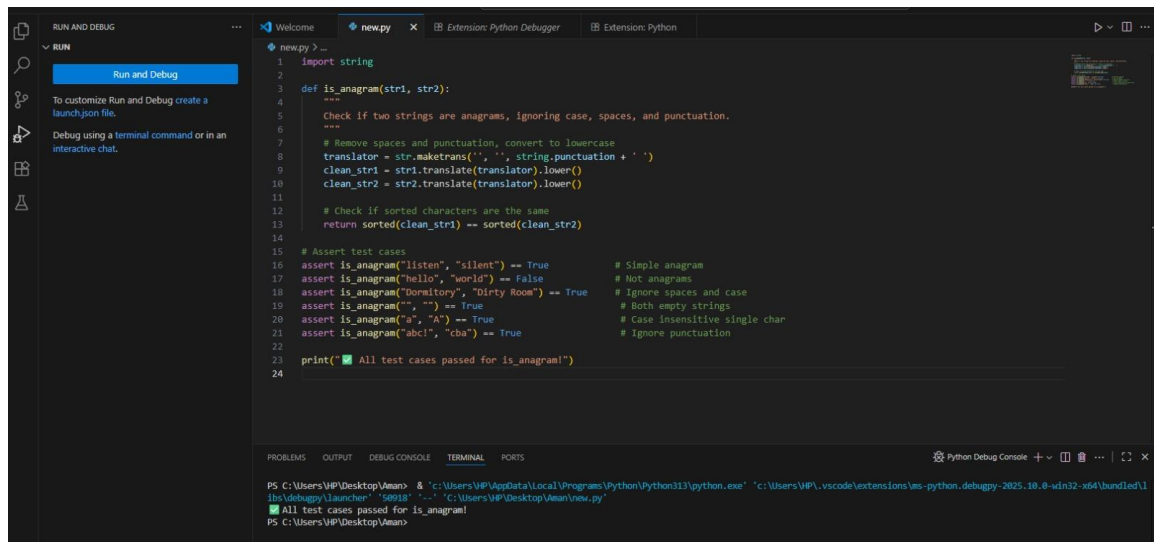 RUN AND DEBUG ...
RUN
Run and Debug
To customize Run and Debug create a
launch.json file.
Debug using a terminal command or in an
interactive chat.
Welcome new.py Extension: Python Debugger Extension: Python
new.py > ...
1 import string
2
3 def is_anagram(str1, str2):
4 """
5 Check if two strings are anagrams, ignoring case, spaces, and punctuation.
6 """
7 # Remove spaces and punctuation, convert to lowercase
8 translator = str.maketrans('', '', string.punctuation + ' ')
9 clean_str1 = str1.translate(translator).lower()
10 clean_str2 = str2.translate(translator).lower()
11
12 # Check if sorted characters are the same
13 return sorted(clean_str1) == sorted(clean_str2)
14
15 # Assert test cases
16 assert is_anagram("listen", "silent") == True # Simple anagram
17 assert is_anagram("hello", "world") == False # Not anagrams
18 assert is_anagram("Dormitory", "Dirty Room") == True # Ignore spaces and case
19 assert is_anagram("", "") == True # Both empty strings
20 assert is_anagram("a", "A") == True # Case insensitive single char
21 assert is_anagram("abc!", "cba") == True # Ignore punctuation
22
23 print("✅ All test cases passed for is_anagram!")
24
PROBLEMS OUTPUT DEBUG CONSOLE TERMINAL PORTS Python Debug Console
PS C:\Users\HP\Desktop\Aman> & 'c:\Users\HP\AppData\Local\Programs\Python\Python313\python.exe' 'c:\Users\HP\.vscode\extensions\ms-python.debugpy-2025.10.0-win32-x64\bundled\l
ibs\debugpy\launcher' '50918' '--' 'C:\Users\HP\Desktop\Aman\new.py'
✅ All test cases passed for is_anagram!
PS C:\Users\HP\Desktop\Aman>